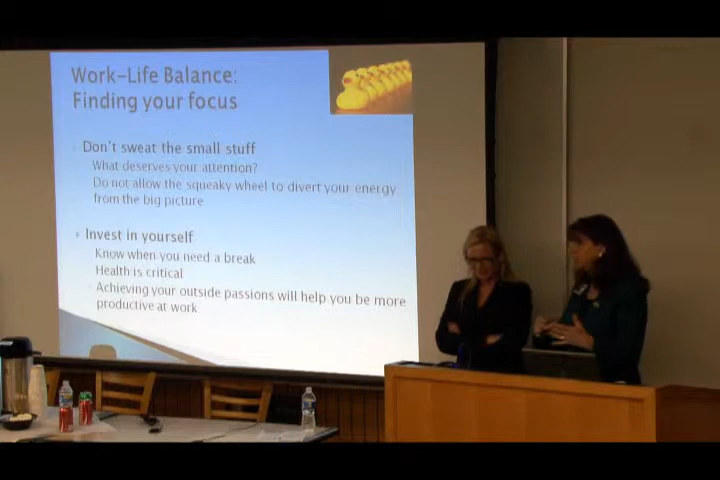 Work-Life Balance:
Finding your focus
Don't sweat the small stuff
What deserves your attention?
Do not allow the squeaky wheel to divert your energy
from the big picture
Invest in yourself
Know when you need a break
Health is critical
Achieving your outside passions will help you be more
productive at work